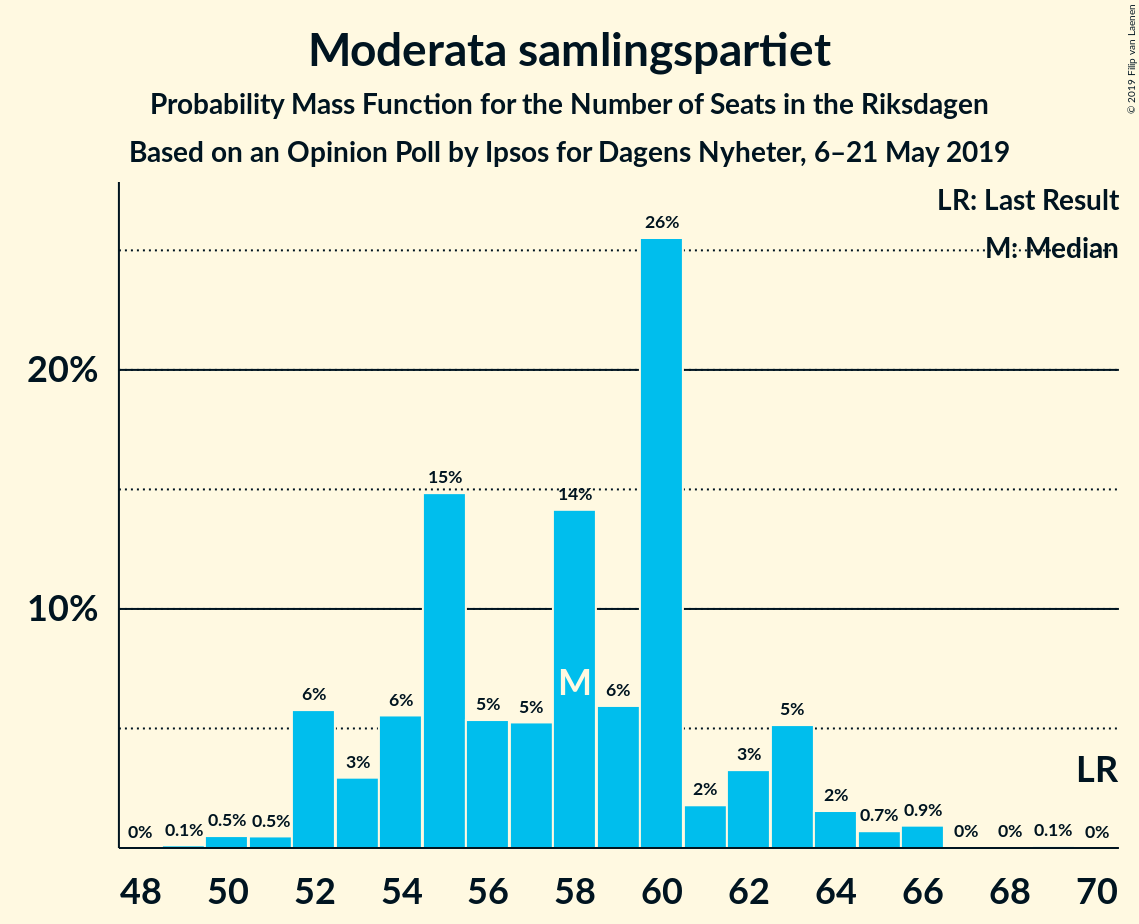 Moderata samlingspartiet
Probability Mass Function for the Number of Seats in the Riksdagen
Based on an Opinion Poll by Ipsos for Dagens Nyheter, 6–21 May 2019
© 2019 Filip van Laenen
LR: Last Result
M: Median
20%
10%
0%
0.1%
0.5%
0.5%
6%
3%
6%
15%
5%
5%
14%
6%
26%
2%
3%
5%
2%
0.7%
0.9%
0%
0%
0.1%
0%
M
LR
48 50 52 54 56 58 60 62 64 66 68 70